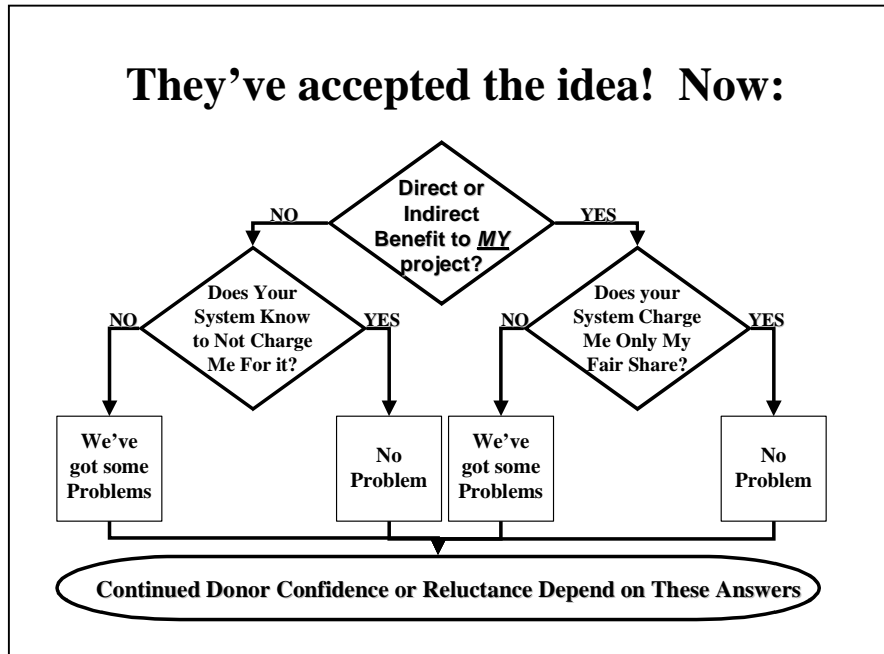 They've accepted the idea!  Now:
Direct or
Indirect
Benefit to MY
project?
NO
YES
Does Your
System Know
to Not Charge
Me For it?
NO
YES
Does your
System Charge
Me Only My
Fair Share?
NO
YES
We've
got some
Problems
No
Problem
We've
got some
Problems
No
Problem
Continued Donor Confidence or Reluctance Depend on These Answers